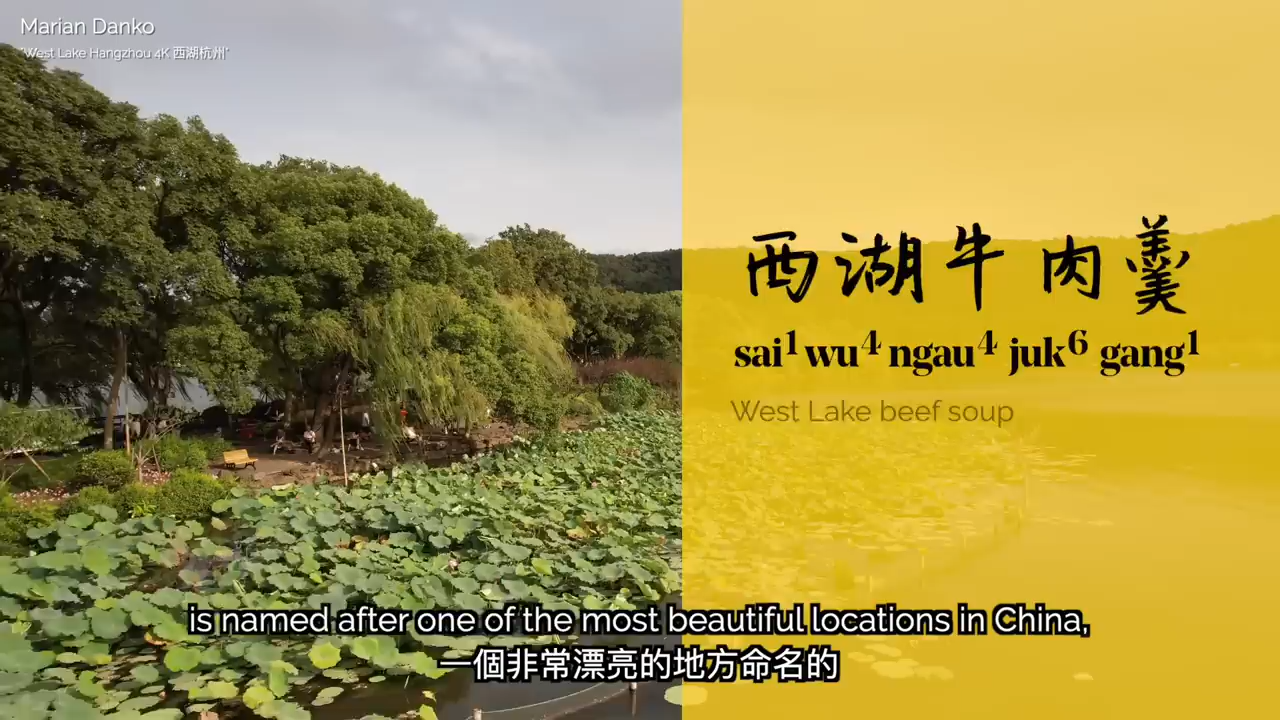 Marian Danko
"West Lake Hangzhou 4K 西湖杭州"
西湖牛肉羹
sai1 wu4 ngau4 juk6 gang1
West Lake beef soup
is named after one of the most beautiful locations in China,
一個非常漂亮的地方命名的